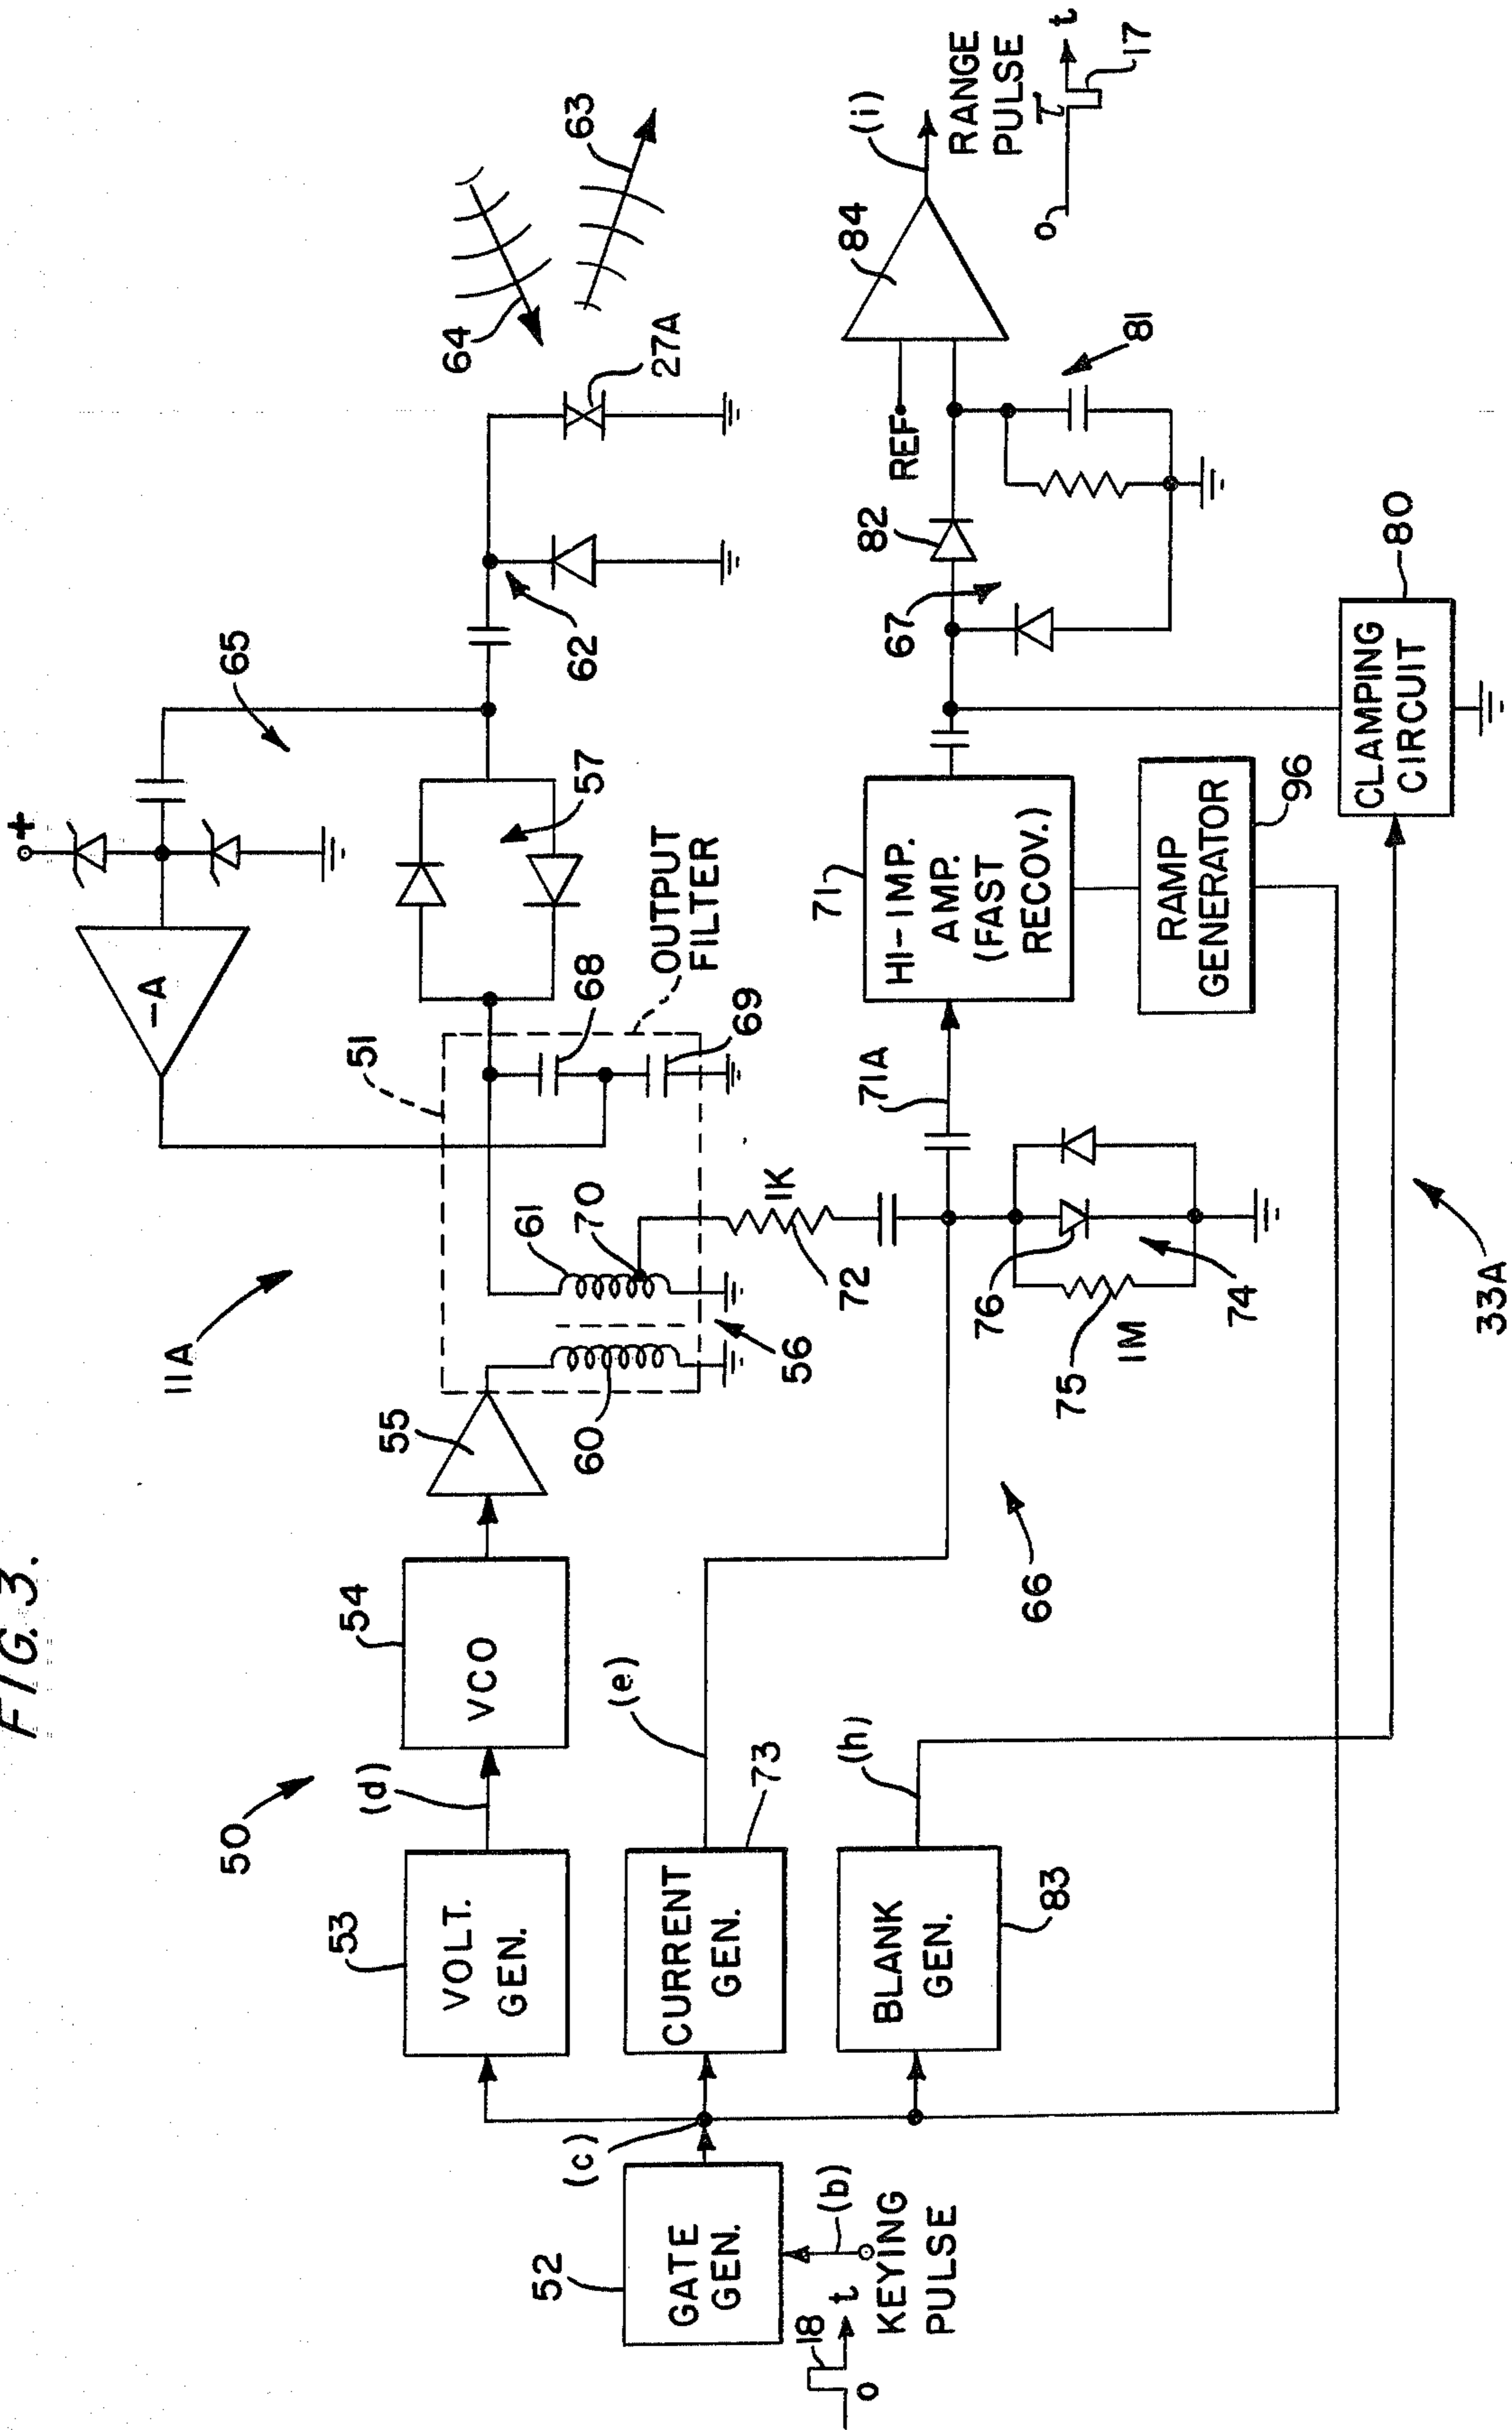 FIG. 3.
11A
50
53
VOLT.
GEN.
(d)
54
VCO
55
60
56
61
70
51
OUTPUT
FILTER
68
69
-A
+
65
57
62
27A
64
63
(c)
52
GATE
GEN.
(b)
KEYING
PULSE
18
t
0
CURRENT
GEN.
73
(e)
BLANK
GEN.
83
(h)
66
1K
72
76
75
1M
74
71A
71
HI-IMP.
AMP.
(FAST
RECOV.)
RAMP
GENERATOR
96
67
82
REF
81
84
(i)
RANGE
PULSE
0
T
t
17
CLAMPING
CIRCUIT
80
33A